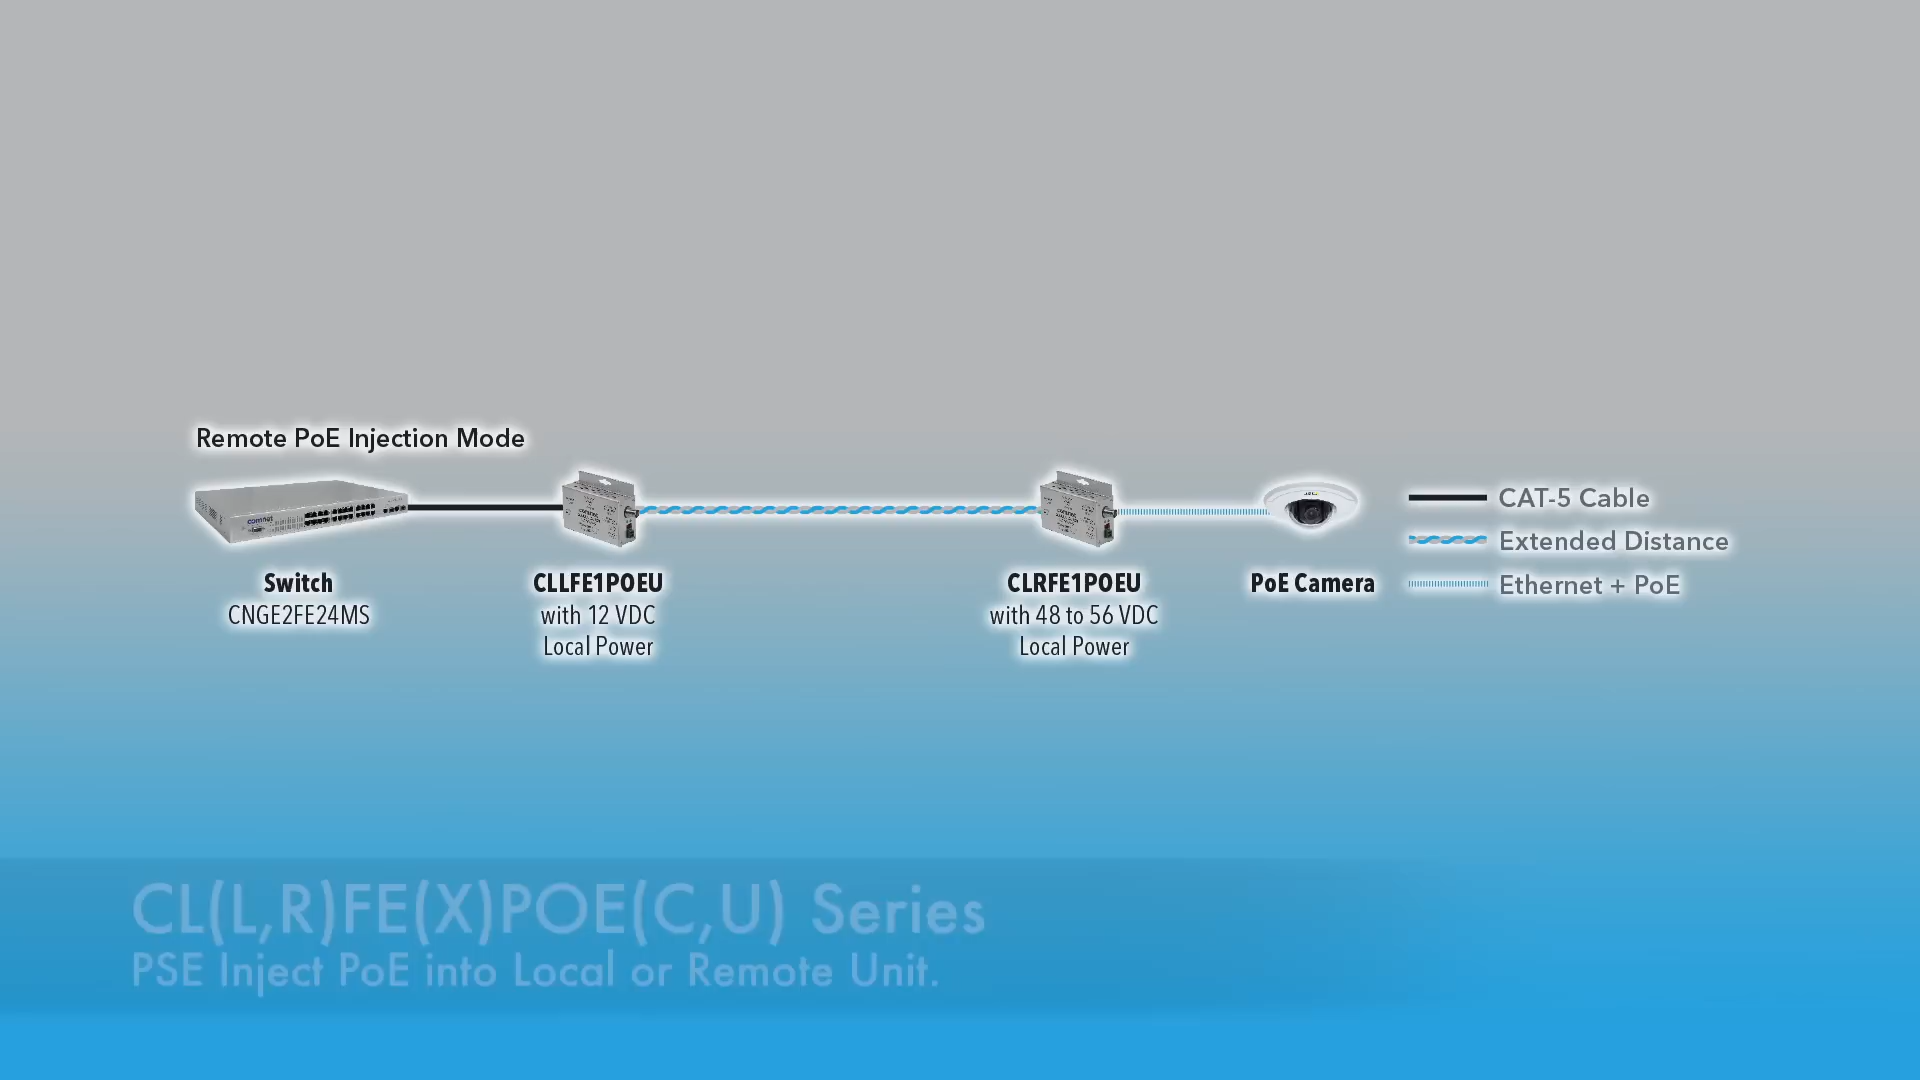 Remote PoE Injection Mode
comnet
Switch
CNGE2FE24MS
CLLFE1POEU
with 12 VDC
Local Power
CLRFE1POEU
with 48 to 56 VDC
Local Power
PoE Camera
CAT-5 Cable
Extended Distance
Ethernet + PoE
CL(L,R)FE(X)POE(C,U) Series
PSE Inject PoE into Local or Remote Unit.